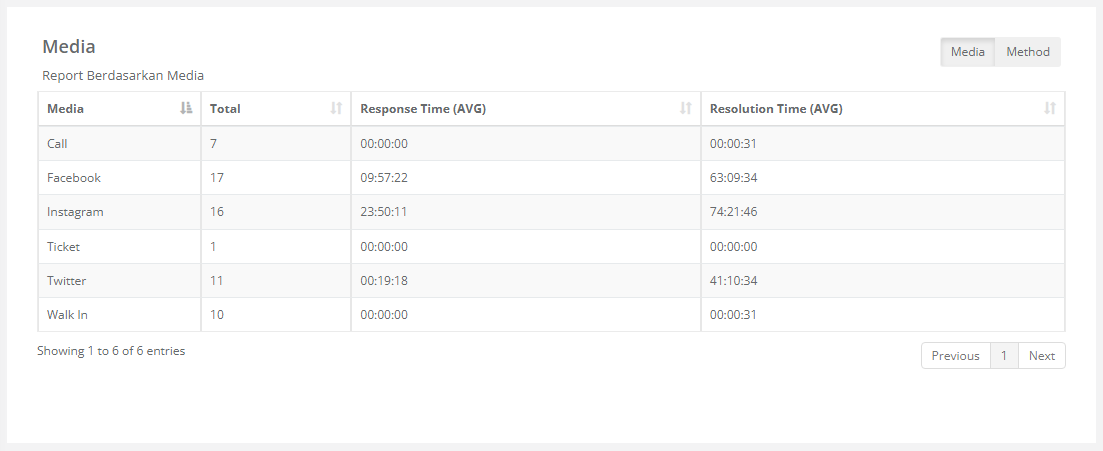 Media
Media Method
Report Berdasarkan Media
Media Total Response Time (AVG) Resolution Time (AVG)
Call 7 00:00:00 00:00:31
Facebook 17 09:57:22 63:09:34
Instagram 16 23:50:11 74:21:46
Ticket 1 00:00:00 00:00:00
Twitter 11 00:19:18 41:10:34
Walk In 10 00:00:00 00:00:31
Showing 1 to 6 of 6 entries
Previous 1 Next